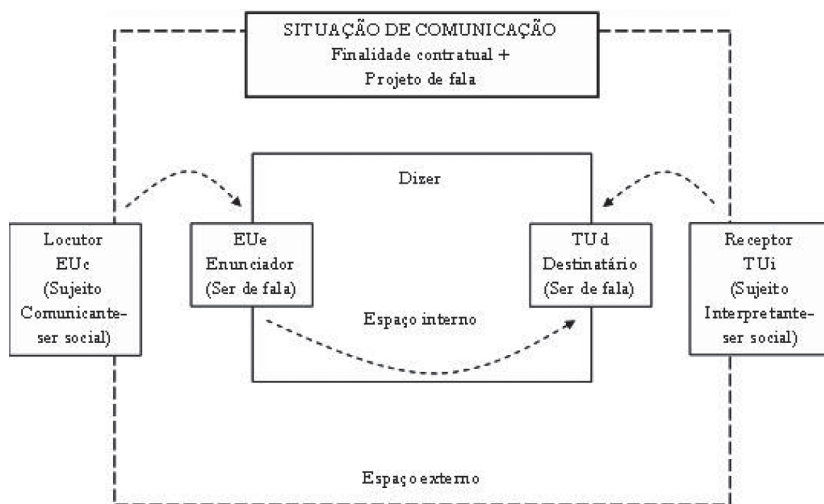 SITUAÇÃO DE COMUNICAÇÃO
Finalidade contratual +
Projeto de fala
Dizer
Locutor
EUc
(Sujeito
Comunicante-
ser social)
EUe
Enunciador
(Ser de fala)
TUd
Destinatário
(Ser de fala)
Receptor
TUi
(Sujeito
Interpretante-
ser social)
Espaço interno
Espaço externo